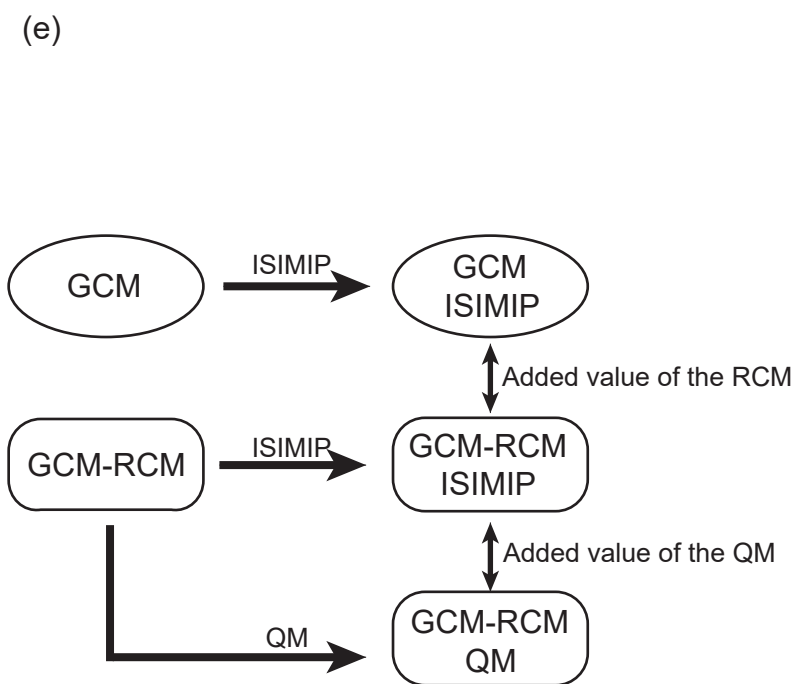 (e)
GCM
ISIMIP
GCM
ISIMIP
Added value of the RCM
GCM-RCM
ISIMIP
GCM-RCM
ISIMIP
Added value of the QM
QM
GCM-RCM
QM